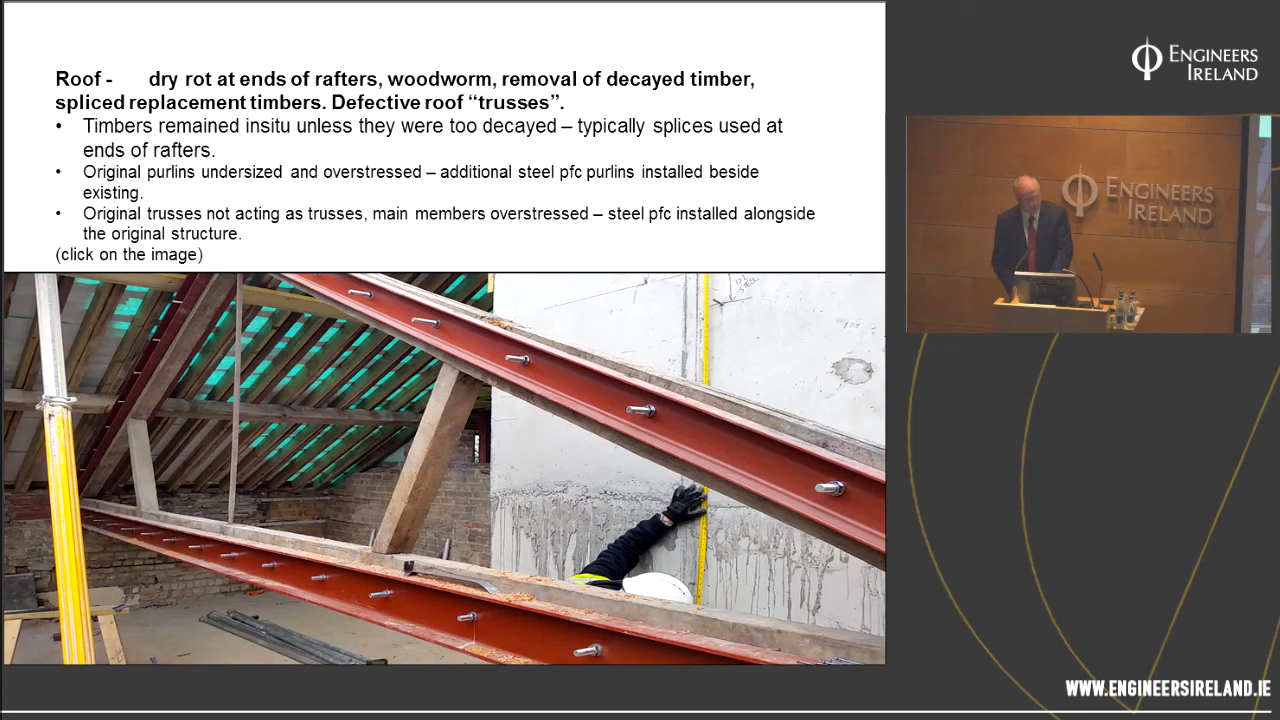 Roof - dry rot at ends of rafters, woodworm, removal of decayed timber,
spliced replacement timbers. Defective roof “trusses”.
• Timbers remained insitu unless they were too decayed – typically splices used at
ends of rafters.
• Original purlins undersized and overstressed – additional steel pfc purlins installed beside
existing.
• Original trusses not acting as trusses, main members overstressed – steel pfc installed alongside
the original structure.
(click on the image)
ENGINEERS
IRELAND
ENGINEERS
IRELAND
WWW.ENGINEERSIRELAND.IE